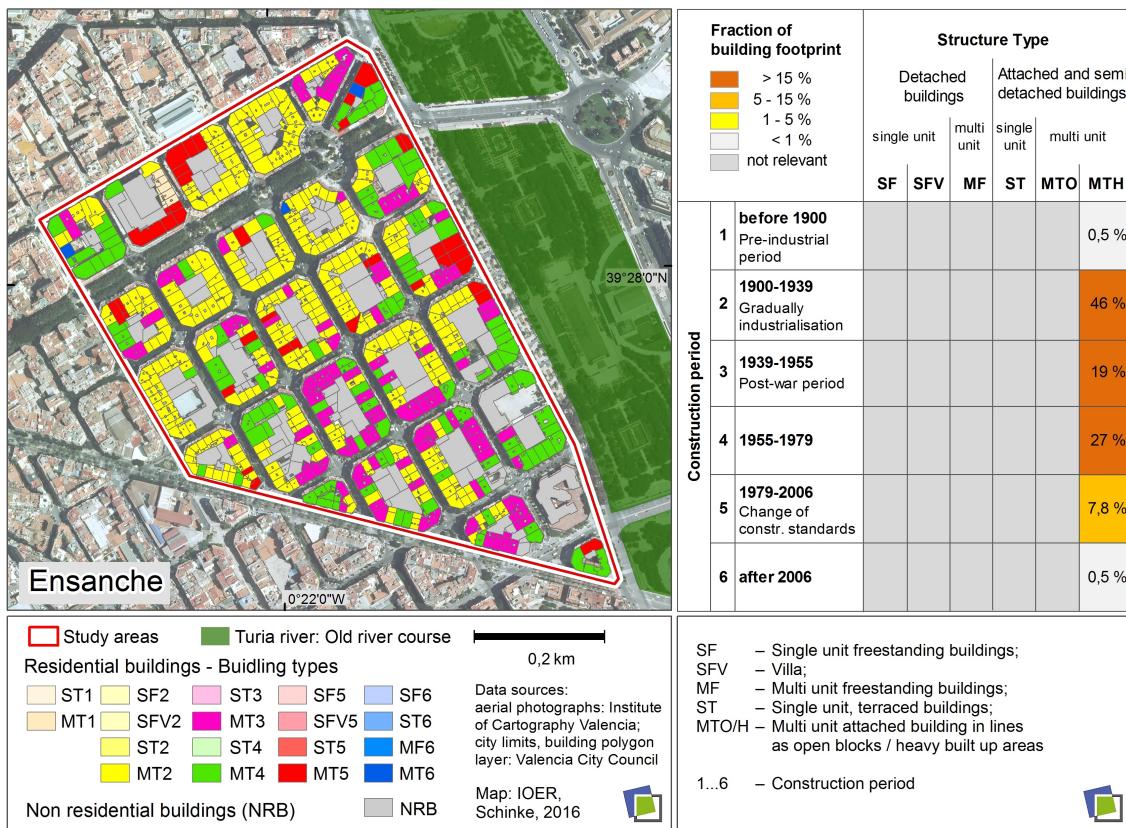 Ensanche
39°28'0"N
0°22'0"W
Fraction of
building footprint
> 15 %
5 - 15 %
1 - 5 %
< 1 %
not relevant
Structure Type
Detached
buildings
Attached and semi
detached buildings
single unit
multi
unit
single
unit
multi unit
SF SFV MF ST MTO MTH
Construction period
1 before 1900
Pre-industrial
period
0,5 %
2 1900-1939
Gradually
industrialisation
46 %
3 1939-1955
Post-war period
19 %
4 1955-1979
27 %
5 1979-2006
Change of
constr. standards
7,8 %
6 after 2006
0,5 %
Study areas
Turia river: Old river course
0,2 km
Residential buildings - Buidling types
ST1 SF2 ST3 SF5 SF6
MT1 SFV2 MT3 SFV5 ST6
ST2 ST4 ST5 MF6
MT2 MT4 MT5 MT6
Non residential buildings (NRB) NRB
Data sources:
aerial photographs: Institute
of Cartography Valencia;
city limits, building polygon
layer: Valencia City Council
Map: IOER,
Schinke, 2016
SF – Single unit freestanding buildings;
SFV – Villa;
MF – Multi unit freestanding buildings;
ST – Single unit, terraced buildings;
MTO/H – Multi unit attached building in lines
as open blocks / heavy built up areas
1...6 – Construction period